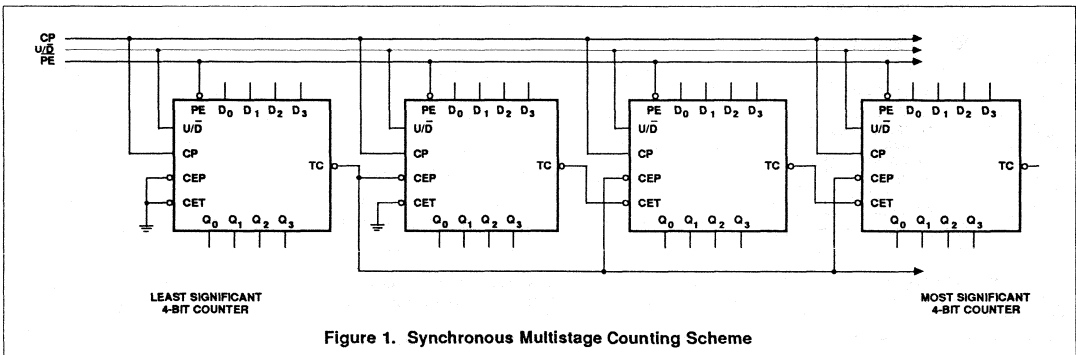 CP
U/D̅
PE
PE D0 D1 D2 D3
U/D̅
CP
TC
CEP
CET
Q0 Q1 Q2 Q3
PE D0 D1 D2 D3
U/D̅
CP
TC
CEP
CET
Q0 Q1 Q2 Q3
PE D0 D1 D2 D3
U/D̅
CP
TC
CEP
CET
Q0 Q1 Q2 Q3
PE D0 D1 D2 D3
U/D̅
CP
TC
CEP
CET
Q0 Q1 Q2 Q3
LEAST SIGNIFICANT
4-BIT COUNTER
MOST SIGNIFICANT
4-BIT COUNTER
Figure 1. Synchronous Multistage Counting Scheme